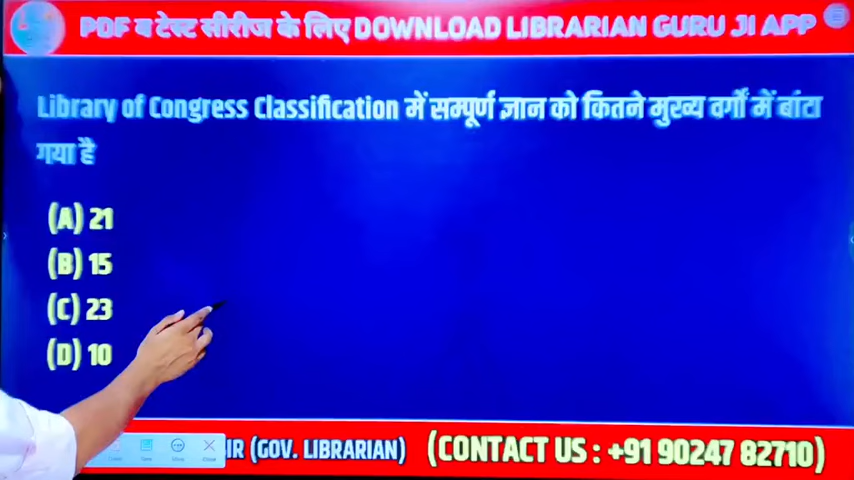 PDF व टेस्ट सीरीज के लिए DOWNLOAD LIBRARIAN GURU JI APP
Library of Congress Classification में सम्पूर्ण ज्ञान को कितने मुख्य वर्गों में बांटा
गया है
(A) 21
(B) 15
(C) 23
(D) 10
IR (GOV. LIBRARIAN) (CONTACT US : +91 90247 82710)